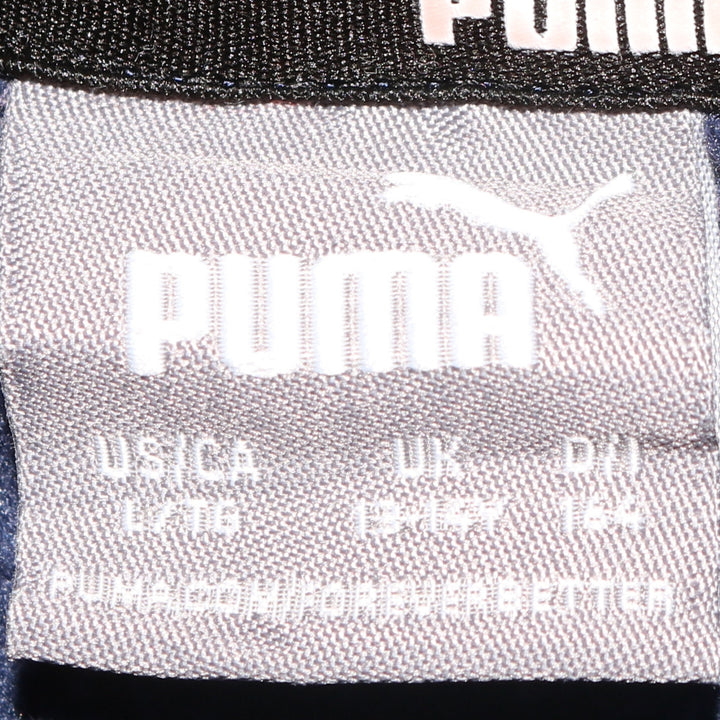 PUMA
PUMA
US/CA UK D/I
L/TG 13-14Y 164
PUMA.COM/FOREVERBETTER